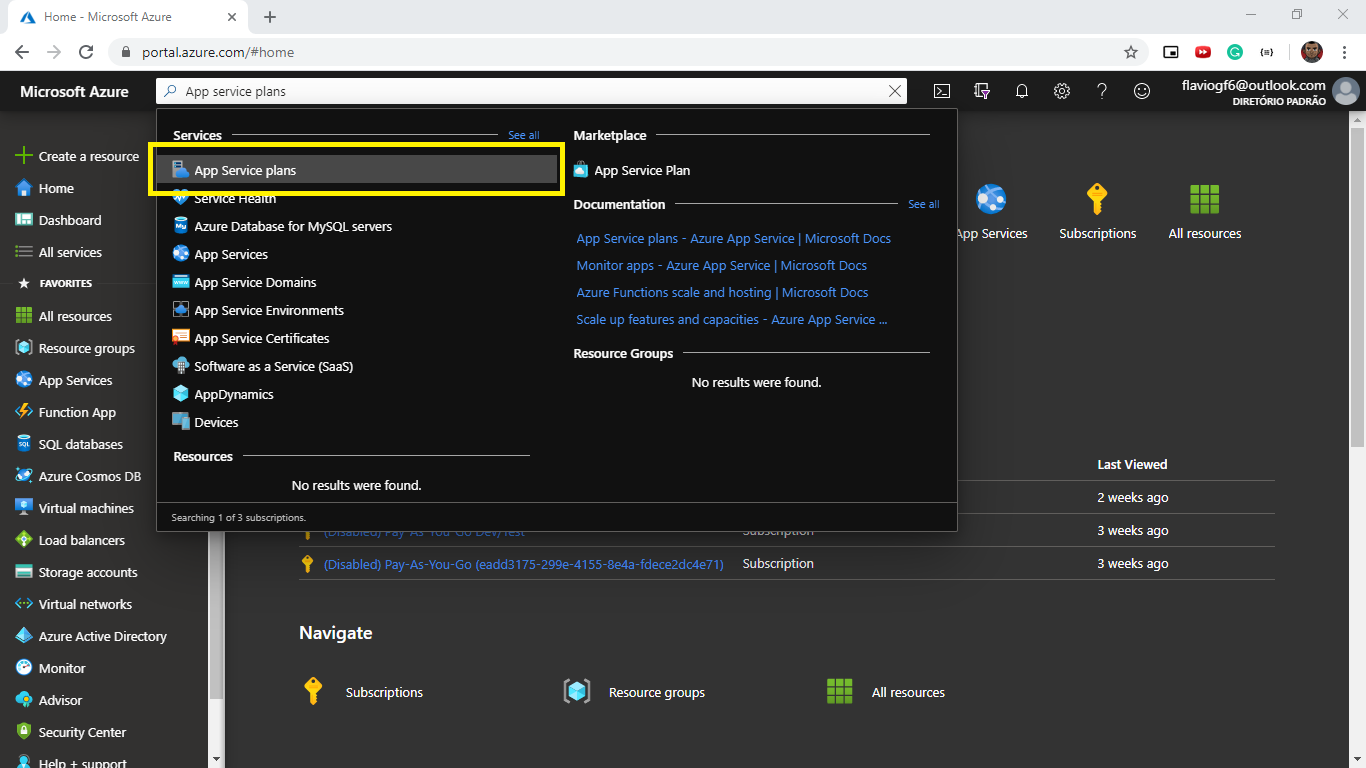 Home - Microsoft Azure
portal.azure.com/#home
Microsoft Azure
App service plans
flaviogf6@outlook.com
DIRETÓRIO PADRÃO
Create a resource
Home
Dashboard
All services
FAVORITES
All resources
Resource groups
App Services
Function App
SQL databases
Azure Cosmos DB
Virtual machines
Load balancers
Storage accounts
Virtual networks
Azure Active Directory
Monitor
Advisor
Security Center
Help + support
Services
See all
App Service plans
Service Health
Azure Database for MySQL servers
App Services
App Service Domains
App Service Environments
App Service Certificates
Software as a Service (SaaS)
AppDynamics
Devices
Resources
No results were found.
Searching 1 of 3 subscriptions.
Marketplace
App Service Plan
Documentation
See all
App Service plans - Azure App Service | Microsoft Docs
Monitor apps - Azure App Service | Microsoft Docs
Azure Functions scale and hosting | Microsoft Docs
Scale up features and capacities - Azure App Service ...
Resource Groups
No results were found.
App Services
Subscriptions
All resources
Last Viewed
2 weeks ago
(Disabled) Pay-As-You-Go Dev/Test
Subscription
3 weeks ago
(Disabled) Pay-As-You-Go (eadd3175-299e-4155-8e4a-fdece2dc4e71)
Subscription
3 weeks ago
Navigate
Subscriptions
Resource groups
All resources